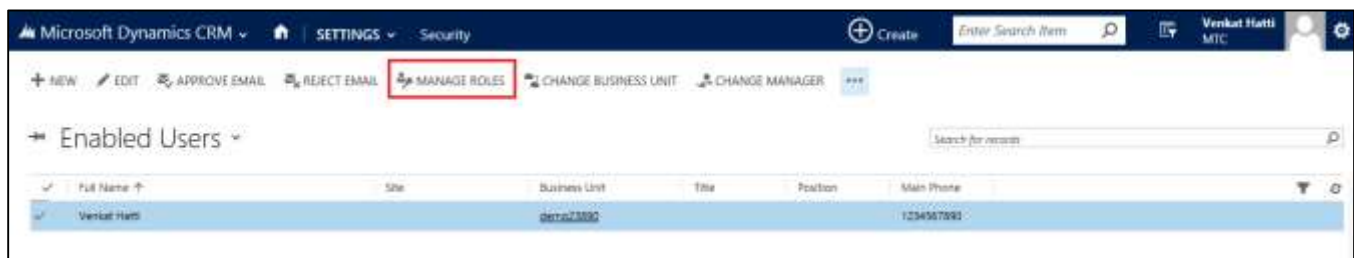 Microsoft Dynamics CRM SETTINGS Security Create Enter Search Item Venkat Hatti
MTC
NEW EDIT APPROVE EMAIL REJECT EMAIL MANAGE ROLES CHANGE BUSINESS UNIT CHANGE MANAGER ...
Enabled Users Search for records
Full Name ↑ Site Business Unit Title Position Main Phone
Venkat Hatti demo23890 1234567890